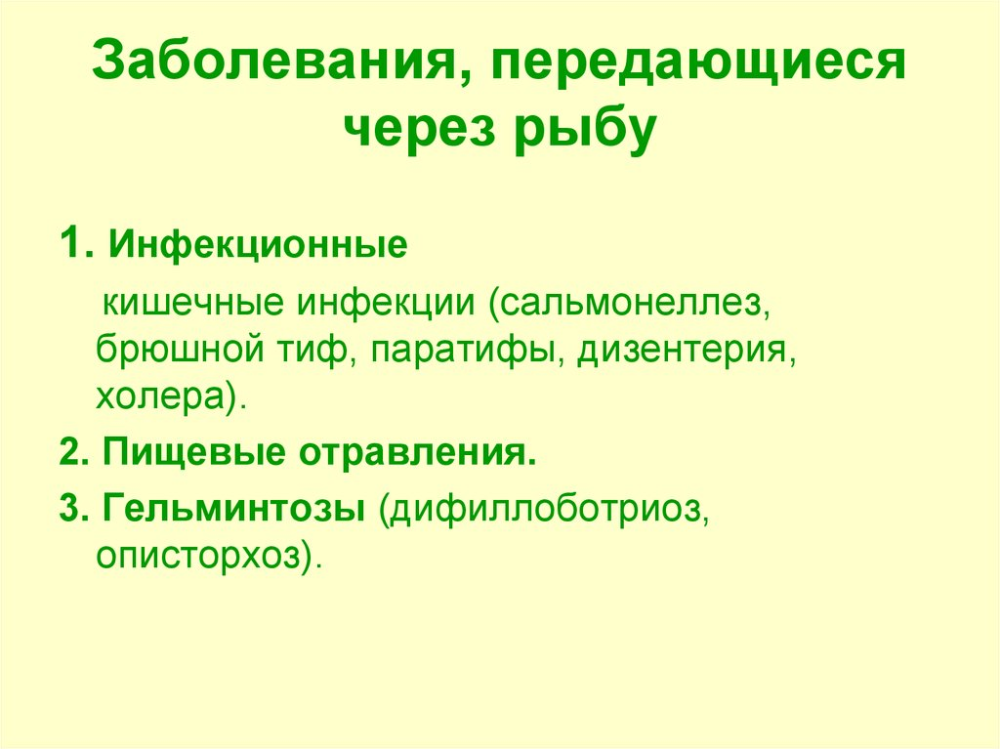 Заболевания, передающиеся
через рыбу
1. Инфекционные
кишечные инфекции (сальмонеллез,
брюшной тиф, паратифы, дизентерия,
холера).
2. Пищевые отравления.
3. Гельминтозы (дифиллоботриоз,
описторхоз).